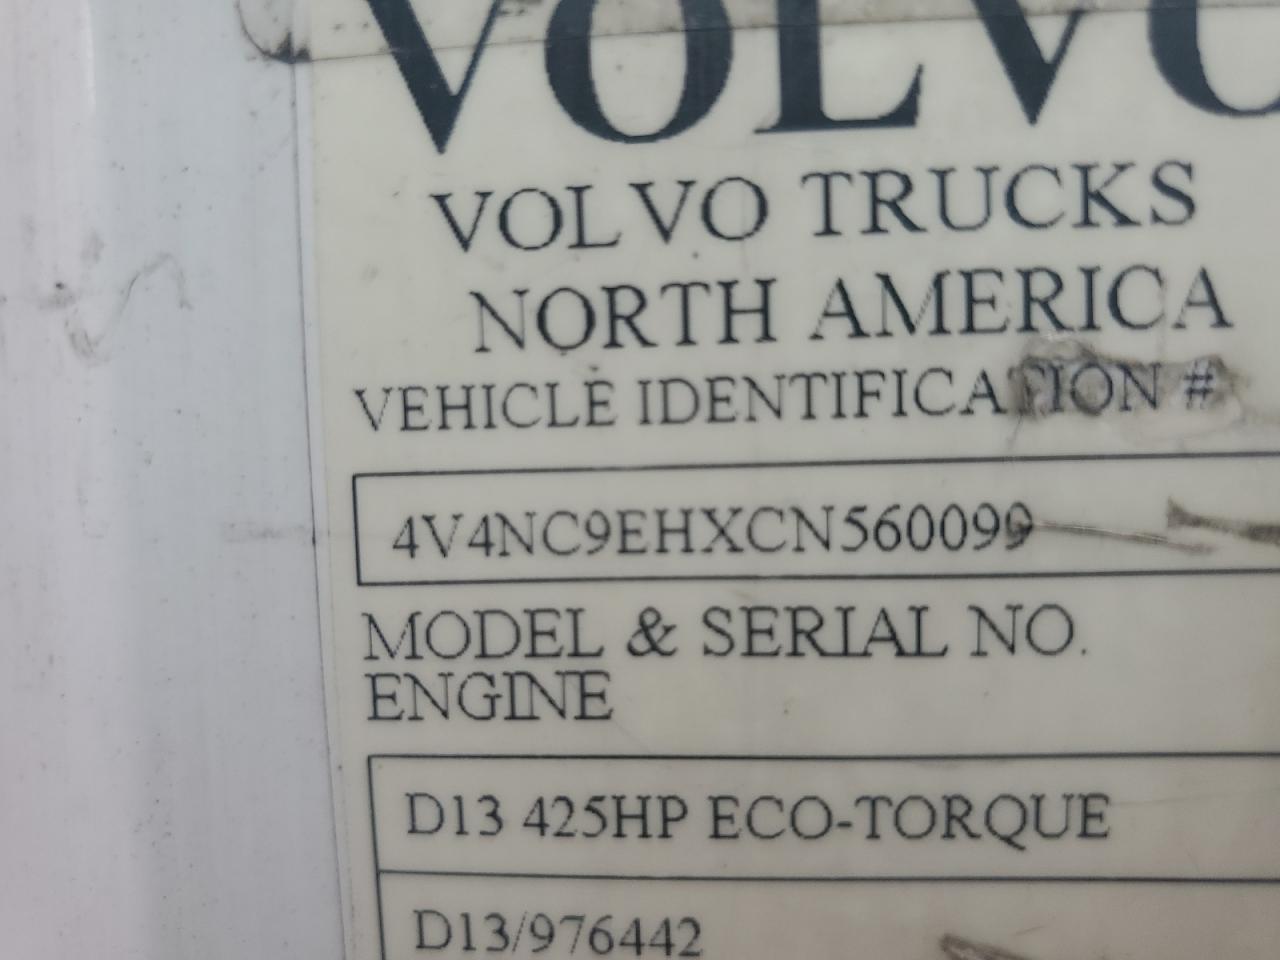 VOLVO
VOLVO TRUCKS
NORTH AMERICA
VEHICLE IDENTIFICATION #
4V4NC9EHXCN560099
MODEL & SERIAL NO.
ENGINE
D13 425HP ECO-TORQUE
D13/976442